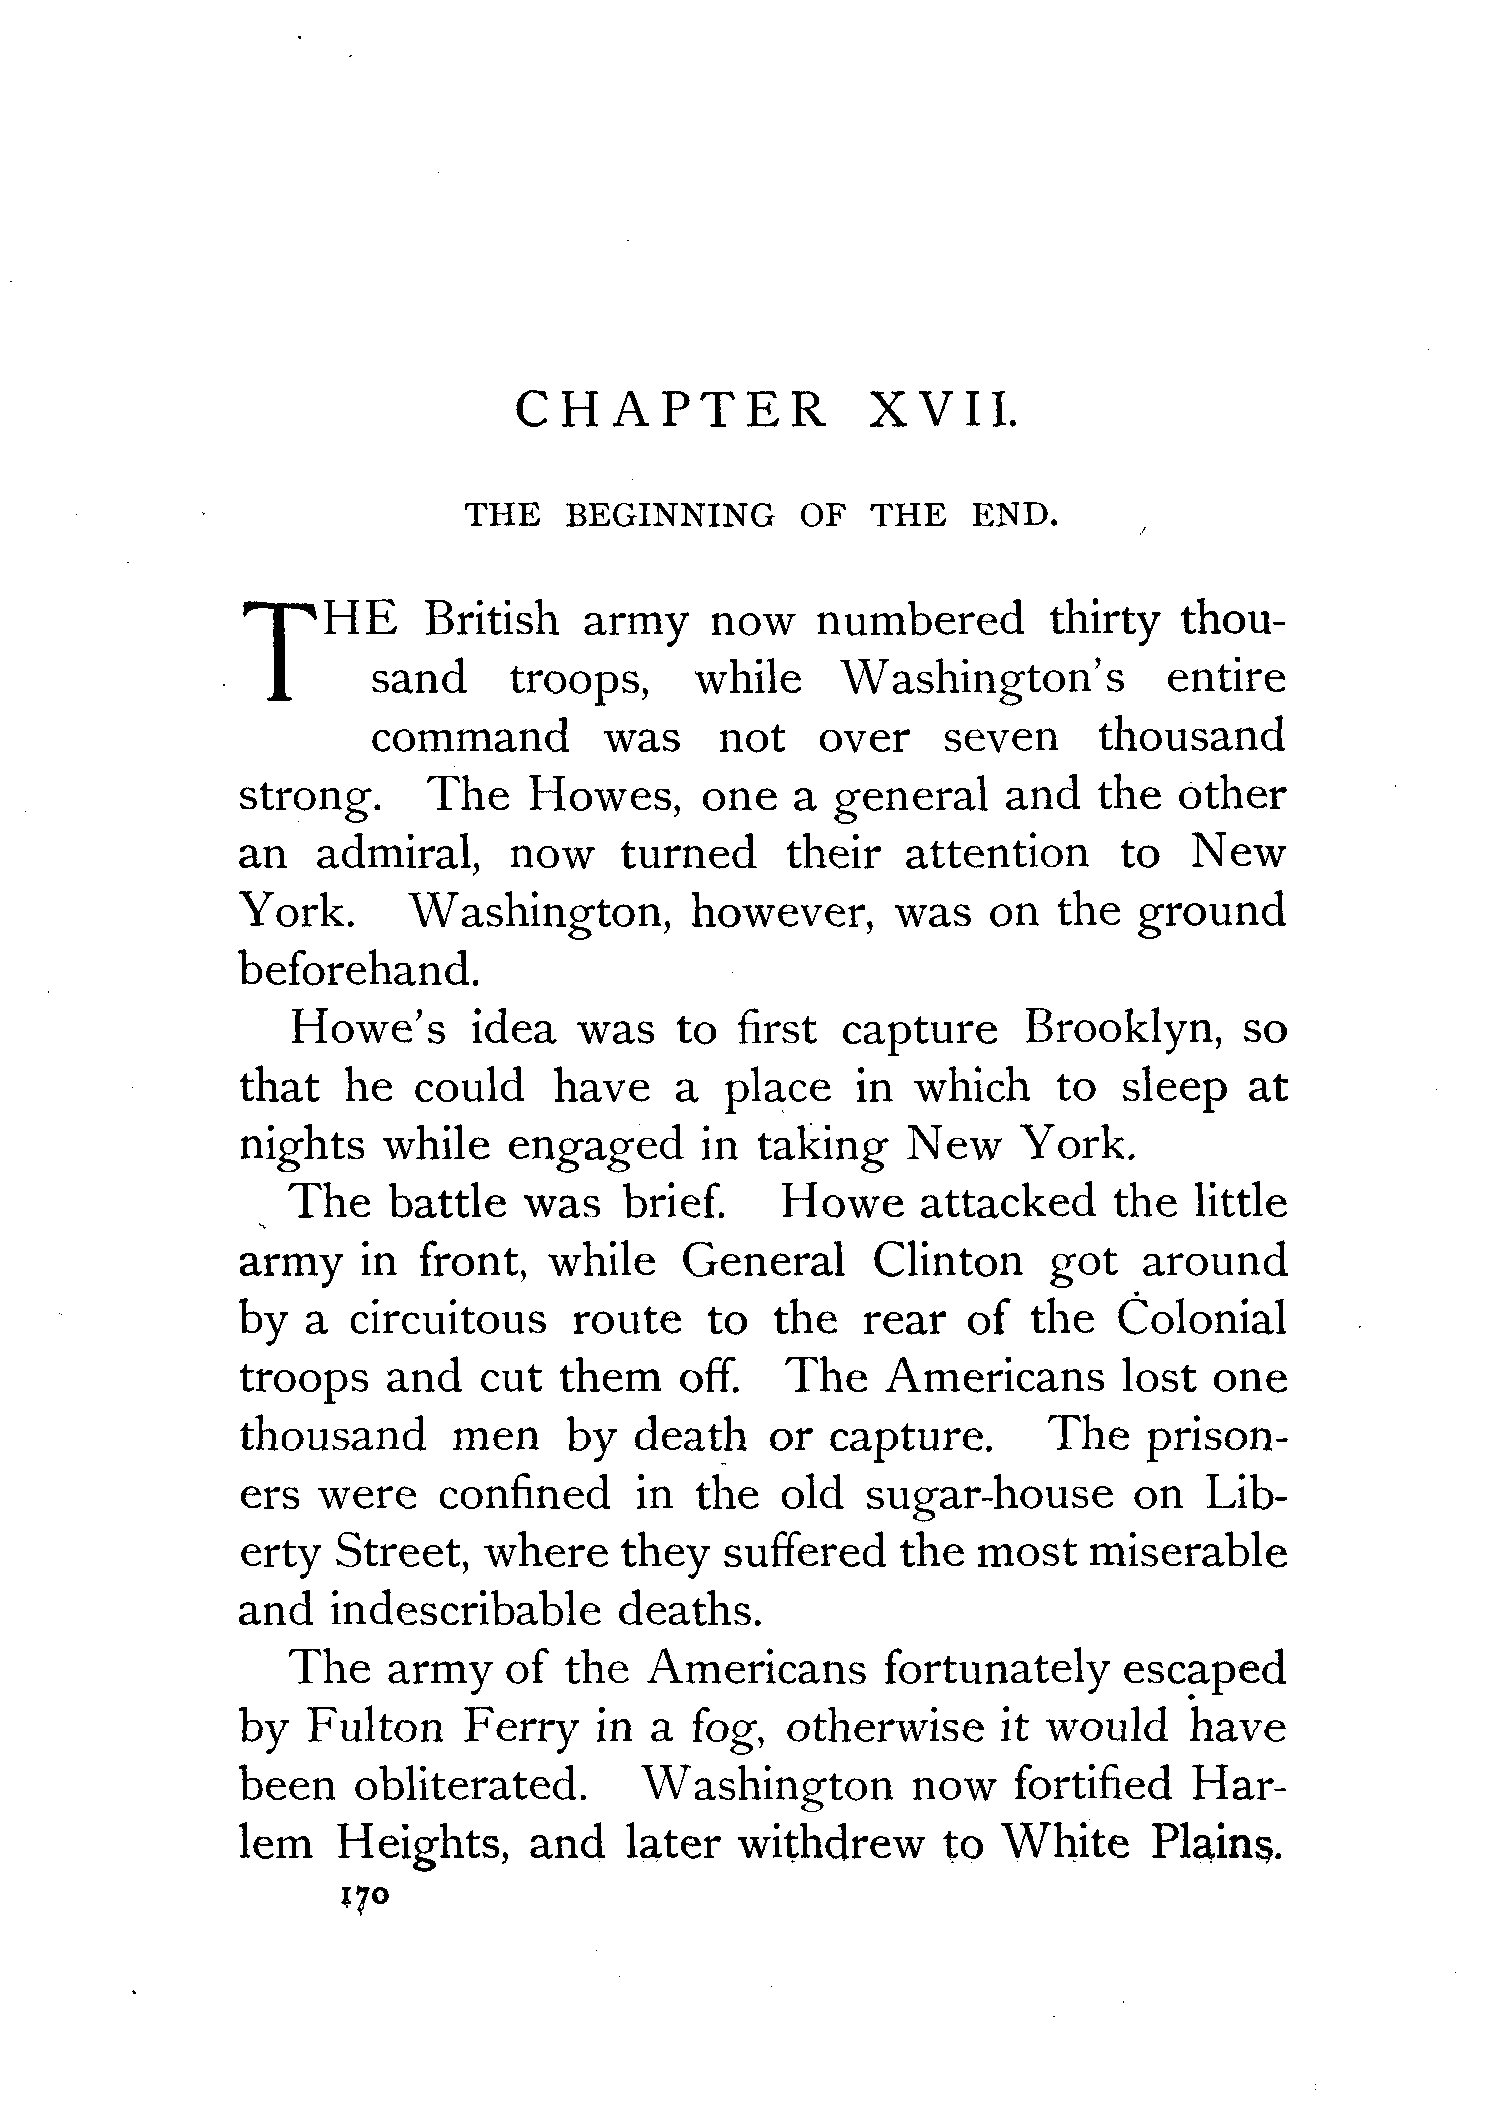 CHAPTER XVII.
THE BEGINNING OF THE END.
THE British army now numbered thirty thou-
sand troops, while Washington's entire
command was not over seven thousand
strong. The Howes, one a general and the other
an admiral, now turned their attention to New
York. Washington, however, was on the ground
beforehand.
Howe's idea was to first capture Brooklyn, so
that he could have a place in which to sleep at
nights while engaged in taking New York.
The battle was brief. Howe attacked the little
army in front, while General Clinton got around
by a circuitous route to the rear of the Colonial
troops and cut them off. The Americans lost one
thousand men by death or capture. The prison-
ers were confined in the old sugar-house on Lib-
erty Street, where they suffered the most miserable
and indescribable deaths.
The army of the Americans fortunately escaped
by Fulton Ferry in a fog, otherwise it would have
been obliterated. Washington now fortified Har-
lem Heights, and later withdrew to White Plains.
170